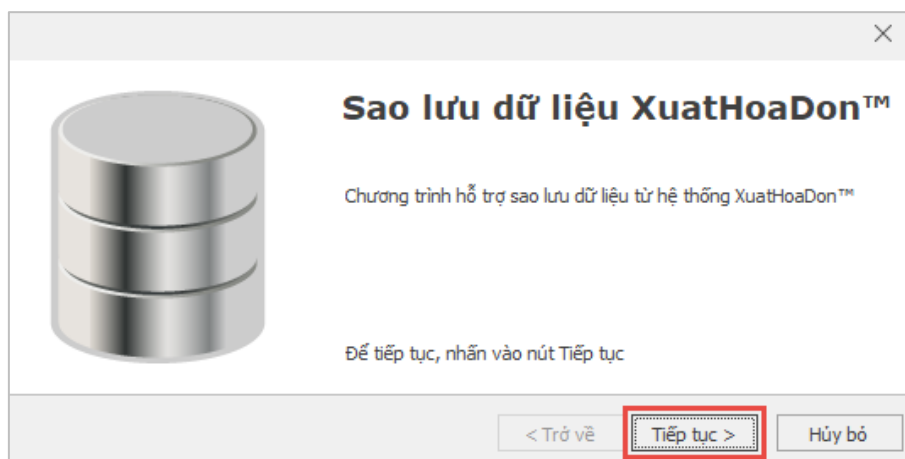 Sao lưu dữ liệu XuatHoaDon™
Chương trình hỗ trợ sao lưu dữ liệu từ hệ thống XuatHoaDon™
Để tiếp tục, nhấn vào nút Tiếp tục
< Trở về Tiếp tục > Hủy bỏ